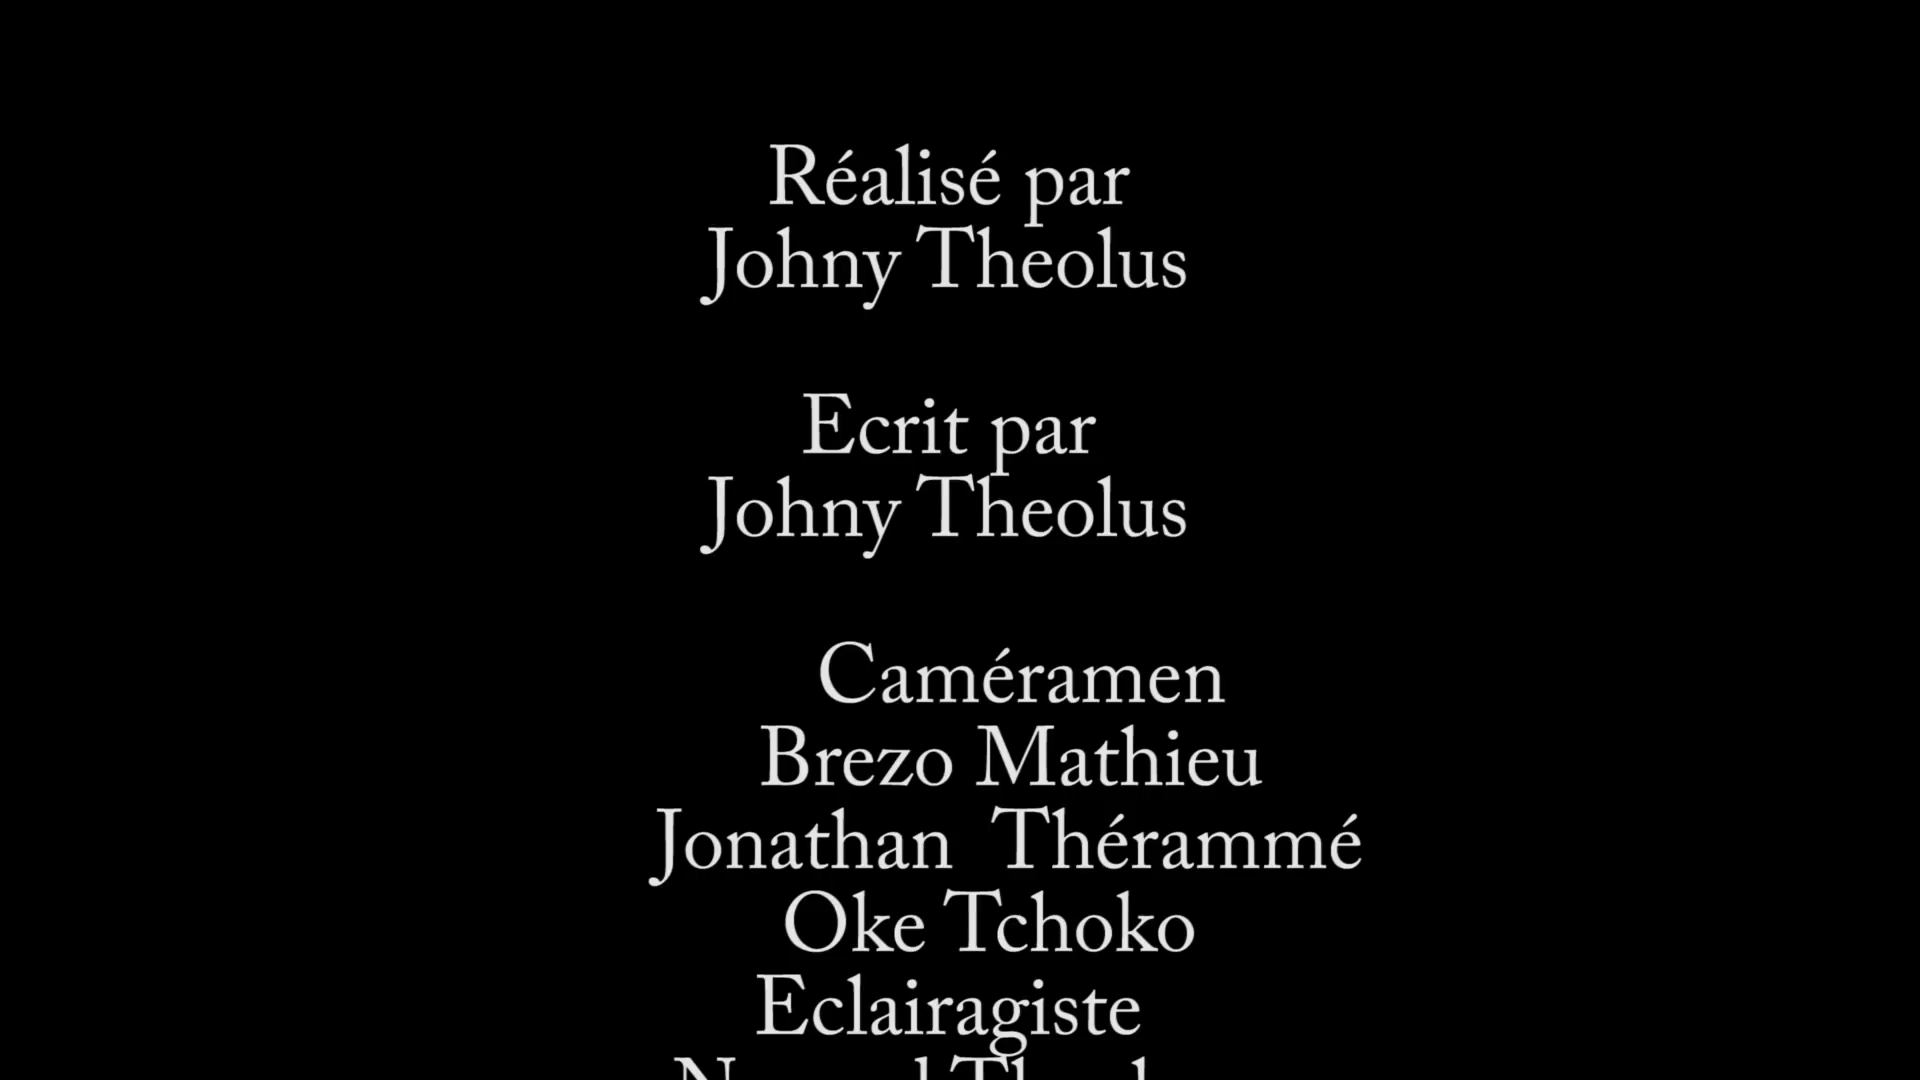 Réalisé par
Johny Theolus
Ecrit par
Johny Theolus
Caméramen
Brezo Mathieu
Jonathan  Thérammé
Oke Tchoko
Eclairagiste